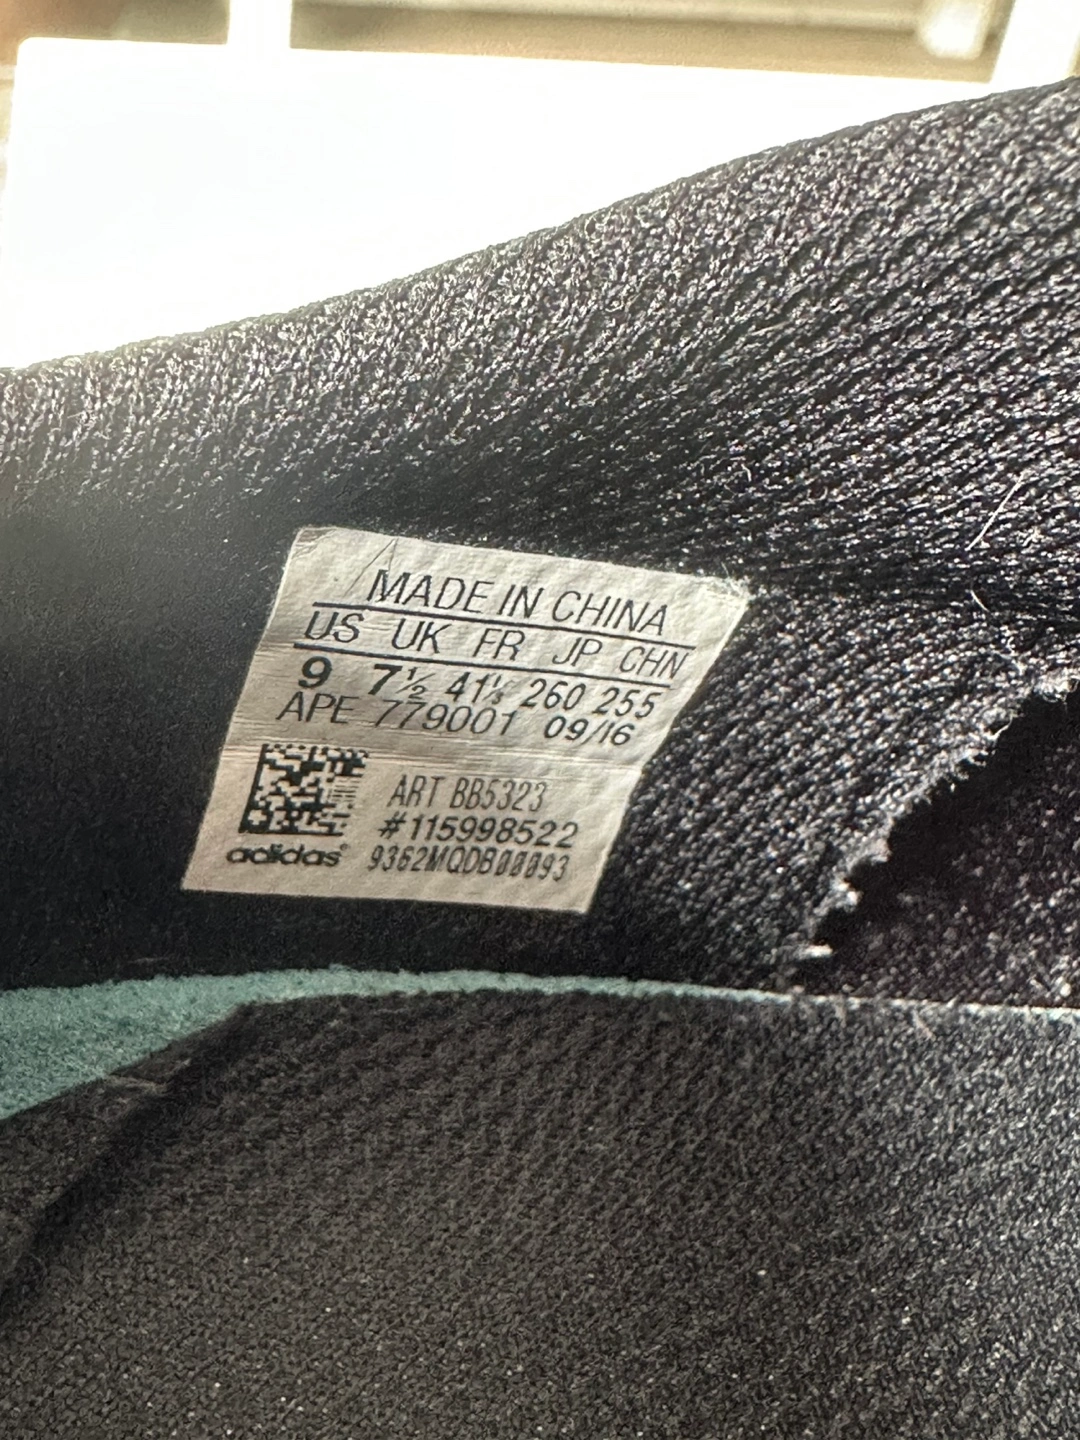 MADE IN CHINA
US UK FR JP CHN
9 7½ 41⅓ 260 255
APE 779001 09/16
ART BB5323
#115998522
adidas®
9362MQDB00093